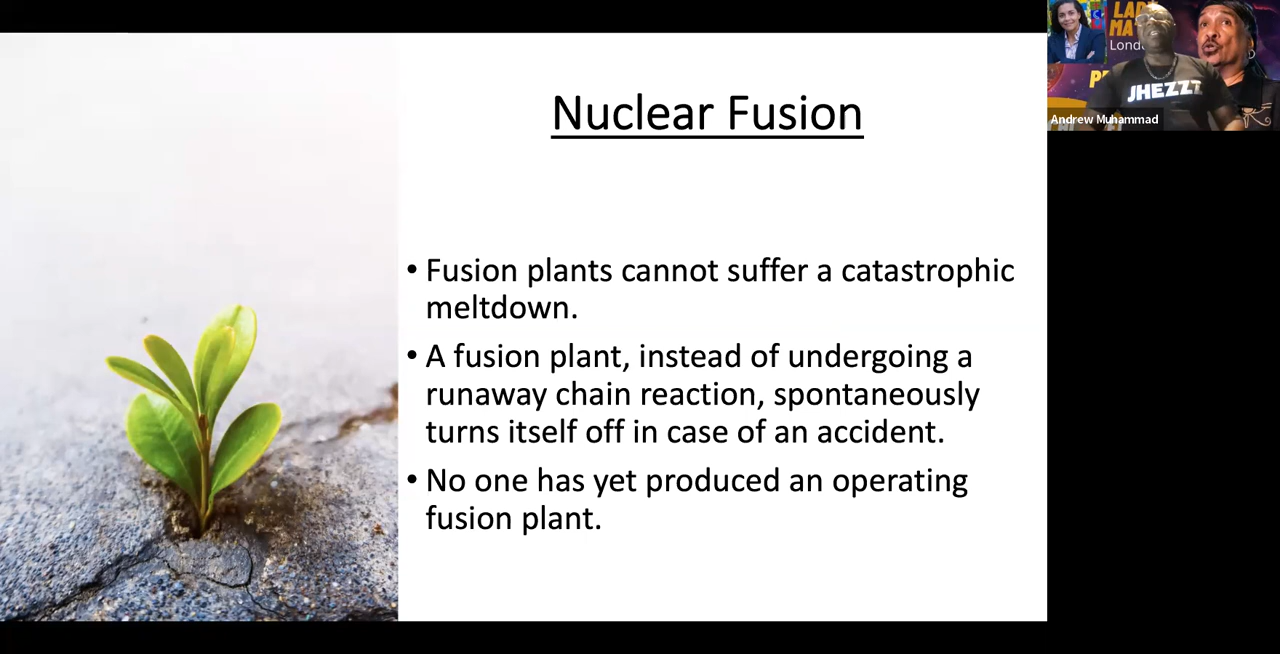 Nuclear Fusion
• Fusion plants cannot suffer a catastrophic
meltdown.
• A fusion plant, instead of undergoing a
runaway chain reaction, spontaneously
turns itself off in case of an accident.
• No one has yet produced an operating
fusion plant.
JHEZZT
Andrew Muhammad